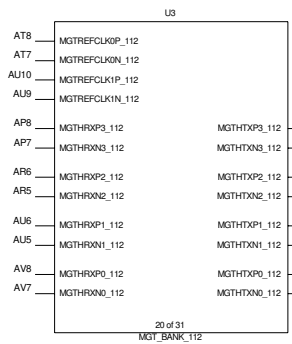 U3
AT8 MGTREFCLK0P_112
AT7 MGTREFCLK0N_112
AU10 MGTREFCLK1P_112
AU9 MGTREFCLK1N_112
AP8 MGTHRXP3_112 MGTHTXP3_112
AP7 MGTHRXN3_112 MGTHTXN3_112
AR6 MGTHRXP2_112 MGTHTXP2_112
AR5 MGTHRXN2_112 MGTHTXN2_112
AU6 MGTHRXP1_112 MGTHTXP1_112
AU5 MGTHRXN1_112 MGTHTXN1_112
AV8 MGTHRXP0_112 MGTHTXP0_112
AV7 MGTHRXN0_112 MGTHTXN0_112
20 of 31
MGT_BANK_112